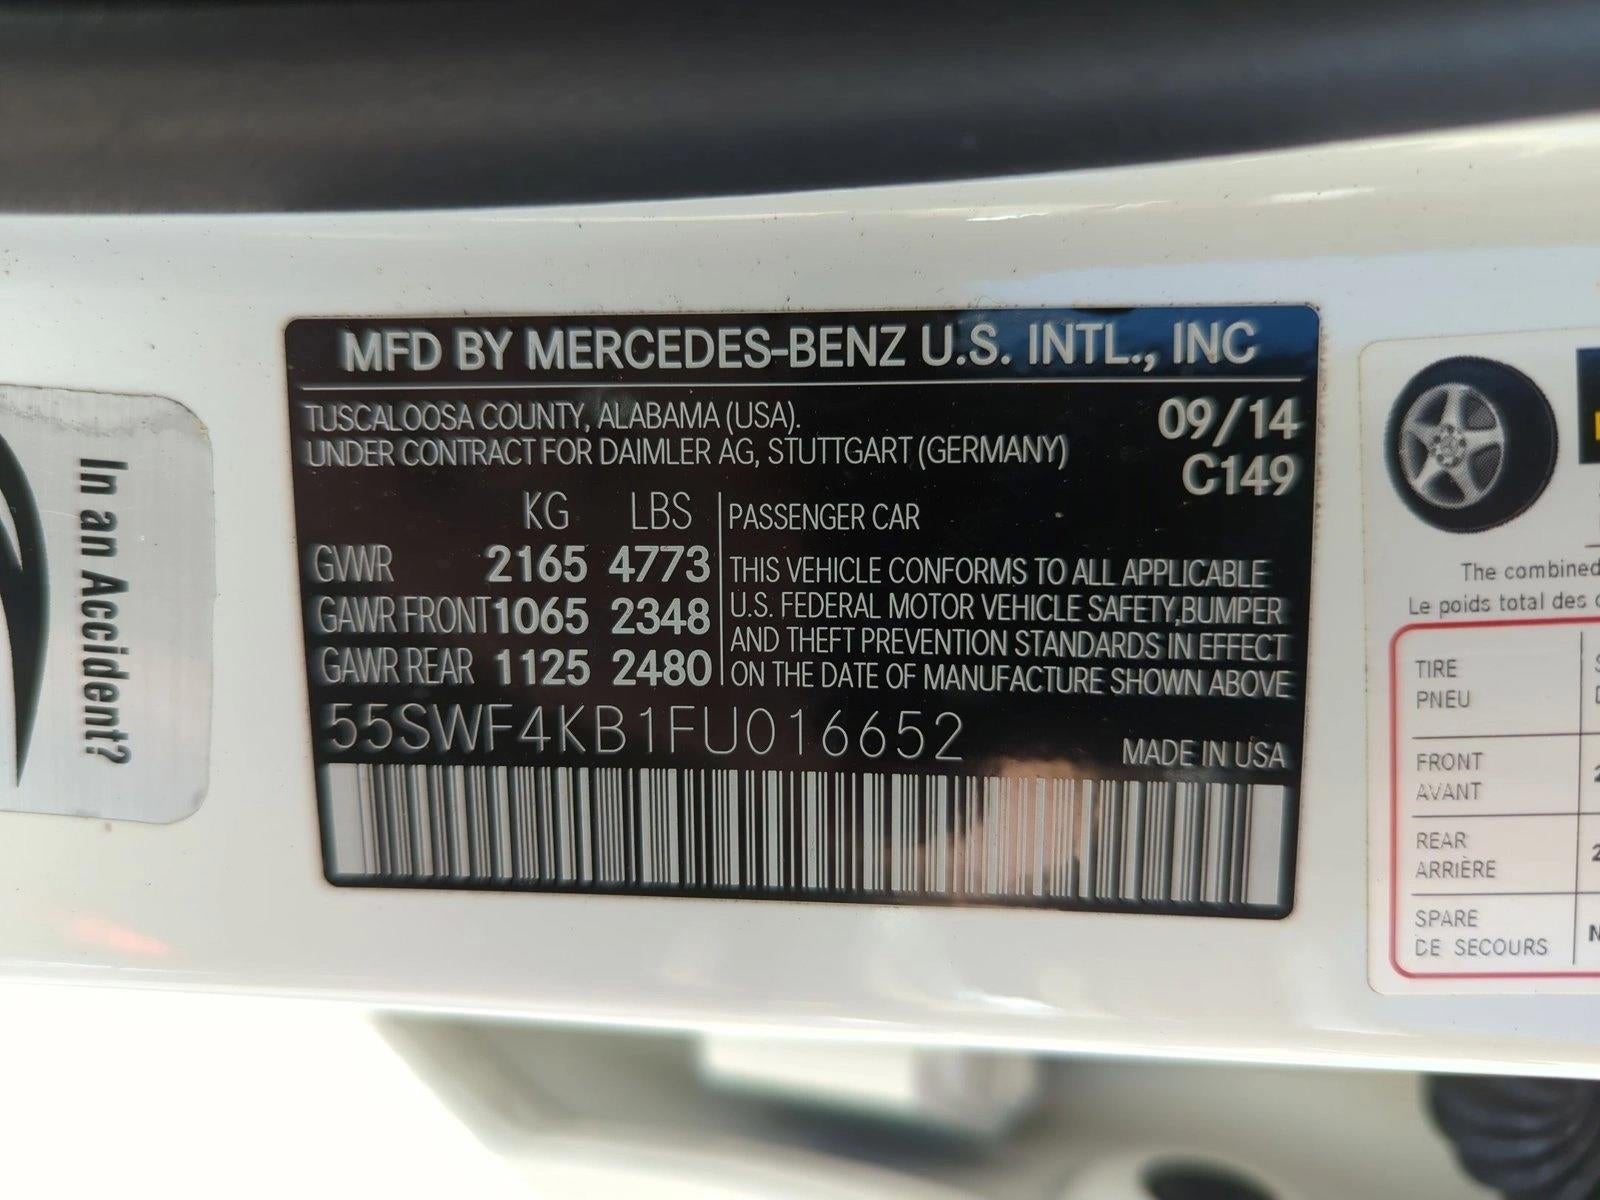 In an Accident?
MFD BY MERCEDES-BENZ U.S. INTL., INC
TUSCALOOSA COUNTY, ALABAMA (USA).
UNDER CONTRACT FOR DAIMLER AG, STUTTGART (GERMANY)
09/14
C149
KG LBS
GVWR 2165 4773
GAWR FRONT 1065 2348
GAWR REAR 1125 2480
PASSENGER CAR
THIS VEHICLE CONFORMS TO ALL APPLICABLE
U.S. FEDERAL MOTOR VEHICLE SAFETY,BUMPER
AND THEFT PREVENTION STANDARDS IN EFFECT
ON THE DATE OF MANUFACTURE SHOWN ABOVE
55SWF4KB1FU016652
MADE IN USA
The combined
Le poids total des
TIRE
PNEU
FRONT
AVANT
REAR
ARRIÈRE
SPARE
DE SECOURS